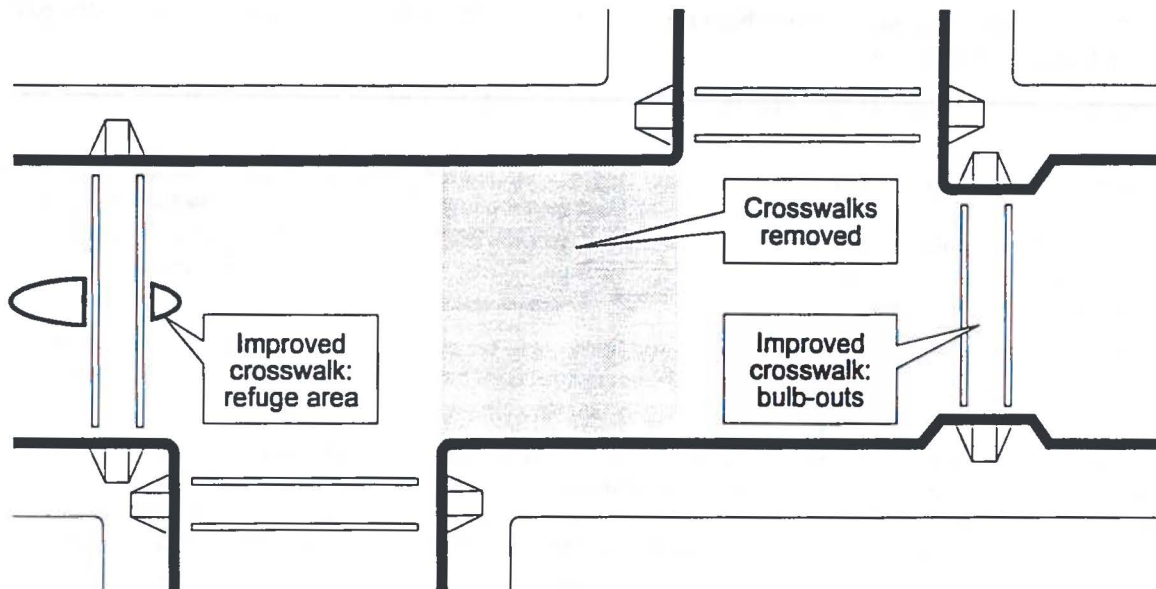 Crosswalks
removed
Improved
crosswalk:
refuge area
Improved
crosswalk:
bulb-outs